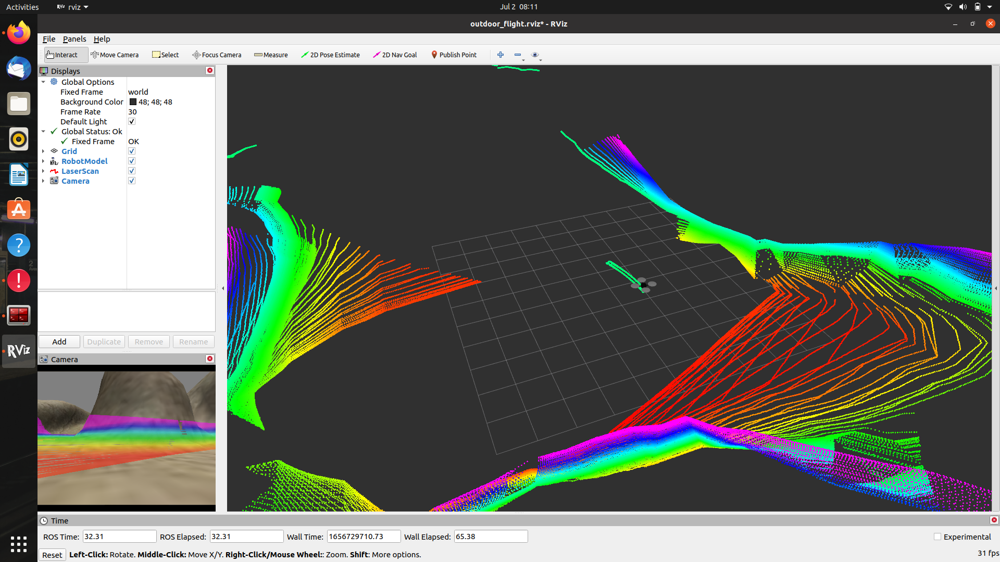 Activities
RViz rviz
Jul 2 08:11
outdoor_flight.rviz* - RViz
File Panels Help
Interact Move Camera Select Focus Camera Measure 2D Pose Estimate 2D Nav Goal Publish Point
Displays
Global Options
Fixed Frame world
Background Color 48; 48; 48
Frame Rate 30
Default Light
Global Status: Ok
Fixed Frame OK
Grid
RobotModel
LaserScan
Camera
Add Duplicate Remove Rename
RViz
Camera
Time
ROS Time: 32.31 ROS Elapsed: 32.31 Wall Time: 1656729710.73 Wall Elapsed: 65.38 Experimental
Reset Left-Click: Rotate. Middle-Click: Move X/Y. Right-Click/Mouse Wheel:: Zoom. Shift: More options. 31 fps